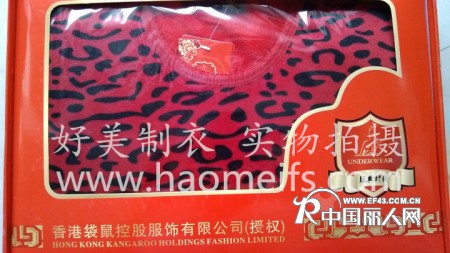 好美制衣 实物拍摄
www.haomeifs.com
UNDERWEAR
WWW.EF43.COM.CN
中国丽人网
香港袋鼠控股服饰有限公司(授权)
HONG KONG KANGAROO HOLDINGS FASHION LIMITED